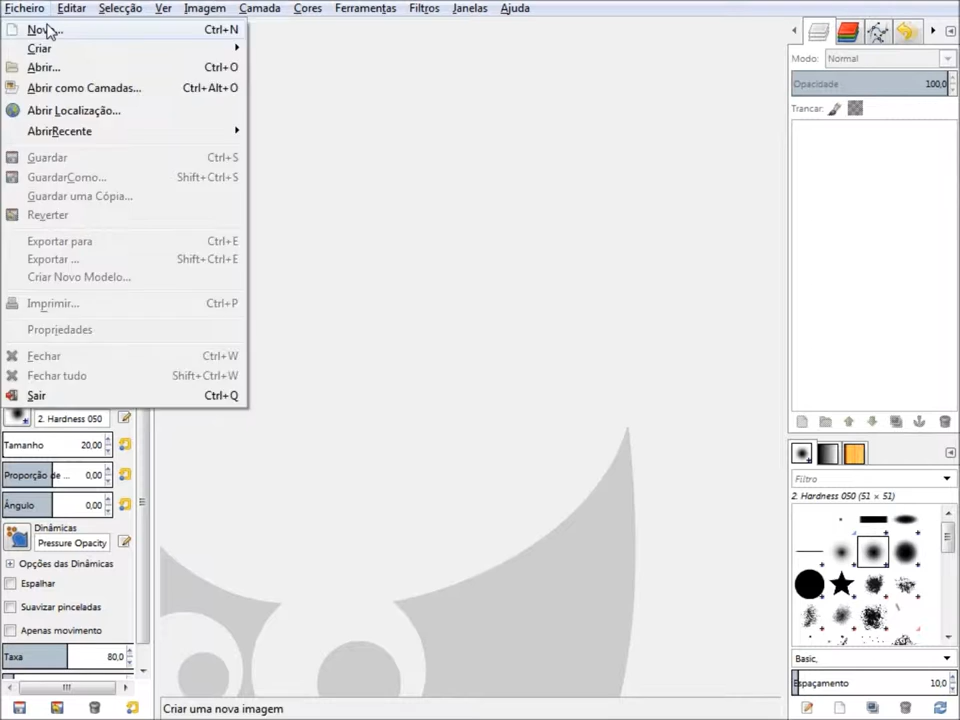 Ficheiro Editar Selecção Ver Imagem Camada Cores Ferramentas Filtros Janelas Ajuda
Ctrl+N
Criar
Abrir... Ctrl+O
Abrir como Camadas... Ctrl+Alt+O
Abrir Localização...
AbrirRecente
Guardar Ctrl+S
GuardarComo... Shift+Ctrl+S
Guardar uma Cópia...
Reverter
Exportar para Ctrl+E
Exportar ... Shift+Ctrl+E
Criar Novo Modelo...
Imprimir... Ctrl+P
Propriedades
Fechar Ctrl+W
Fechar tudo Shift+Ctrl+W
Sair Ctrl+Q
2. Hardness 050
Tamanho 20,00
Proporção de ... 0,00
Ângulo 0,00
Dinâmicas
Pressure Opacity
Opções das Dinâmicas
Espalhar
Suavizar pinceladas
Apenas movimento
Taxa 80,0
Criar uma nova imagem
Modo: Normal
Opacidade 100,0
Trancar:
Filtro
2. Hardness 050 (51 × 51)
Basic,
Espaçamento 10,0